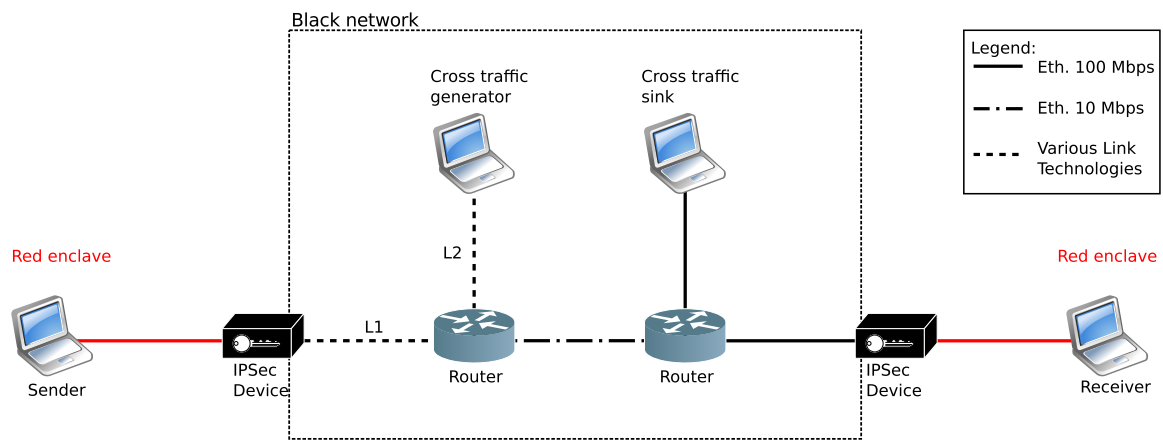 Black network
Cross traffic
generator
Cross traffic
sink
Legend:
Eth. 100 Mbps
Eth. 10 Mbps
Various Link
Technologies
Red enclave
L2
Red enclave
L1
Sender
IPSec
Device
Router
Router
IPSec
Device
Receiver